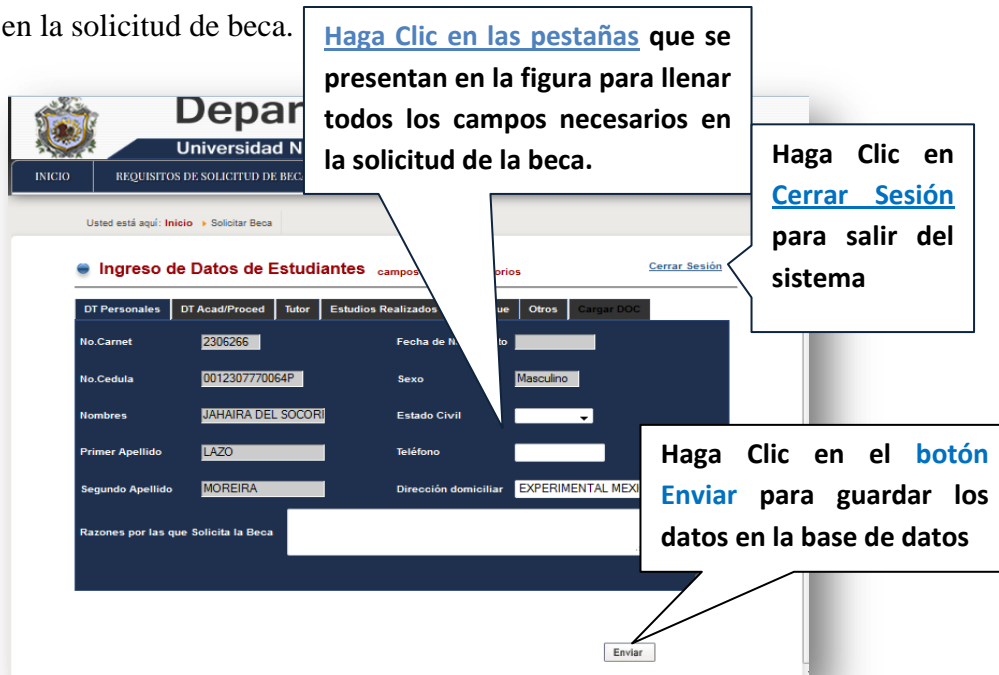 en la solicitud de beca.
Haga Clic en las pestañas que se
presentan en la figura para llenar
todos los campos necesarios en
la solicitud de la beca.
Haga Clic en
Cerrar Sesión
para salir del
sistema
Depar
Universidad N
INICIO REQUISITOS DE SOLICITUD DE BECA
Usted está aquí: Inicio Solicitar Beca
Ingreso de Datos de Estudiantes campos orios Cerrar Sesión
DT Personales DT Acad/Proced Tutor Estudios Realizados ue Otros Cargar DOC
No.Carnet 2306266 Fecha de N to
No.Cedula 0012307770064P Sexo Masculino
Nombres JAHAIRA DEL SOCORI Estado Civil
Primer Apellido LAZO Teléfono
Segundo Apellido MOREIRA Dirección domiciliar EXPERIMENTAL MEXI
Razones por las que Solicita la Beca
Haga Clic en el botón
Enviar para guardar los
datos en la base de datos
Enviar